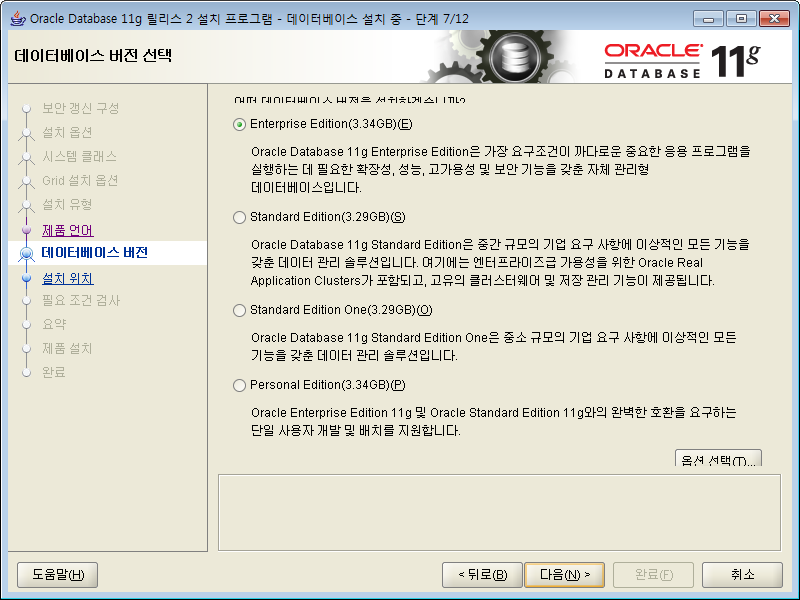 Oracle Database 11g 릴리스 2 설치 프로그램 - 데이터베이스 설치 중 - 단계 7/12
데이터베이스 버전 선택
ORACLE
DATABASE
11g
보안 갱신 구성
설치 옵션
시스템 클래스
Grid 설치 옵션
설치 유형
제품 언어
데이터베이스 버전
설치 위치
필요 조건 검사
요약
제품 설치
완료
어떤 데이터베이스 버전을 설치하겠습니까?
Enterprise Edition(3.34GB)(E)
Oracle Database 11g Enterprise Edition은 가장 요구조건이 까다로운 중요한 응용 프로그램을
실행하는 데 필요한 확장성, 성능, 고가용성 및 보안 기능을 갖춘 자체 관리형
데이터베이스입니다.
Standard Edition(3.29GB)(S)
Oracle Database 11g Standard Edition은 중간 규모의 기업 요구 사항에 이상적인 모든 기능을
갖춘 데이터 관리 솔루션입니다. 여기에는 엔터프라이즈급 가용성을 위한 Oracle Real
Application Clusters가 포함되고, 고유의 클러스터웨어 및 저장 관리 기능이 제공됩니다.
Standard Edition One(3.29GB)(O)
Oracle Database 11g Standard Edition One은 중소 규모의 기업 요구 사항에 이상적인 모든
기능을 갖춘 데이터 관리 솔루션입니다.
Personal Edition(3.34GB)(P)
Oracle Enterprise Edition 11g 및 Oracle Standard Edition 11g와의 완벽한 호환을 요구하는
단일 사용자 개발 및 배치를 지원합니다.
옵션 선택(T)...
도움말(H)
< 뒤로(B)
다음(N) >
완료(F)
취소